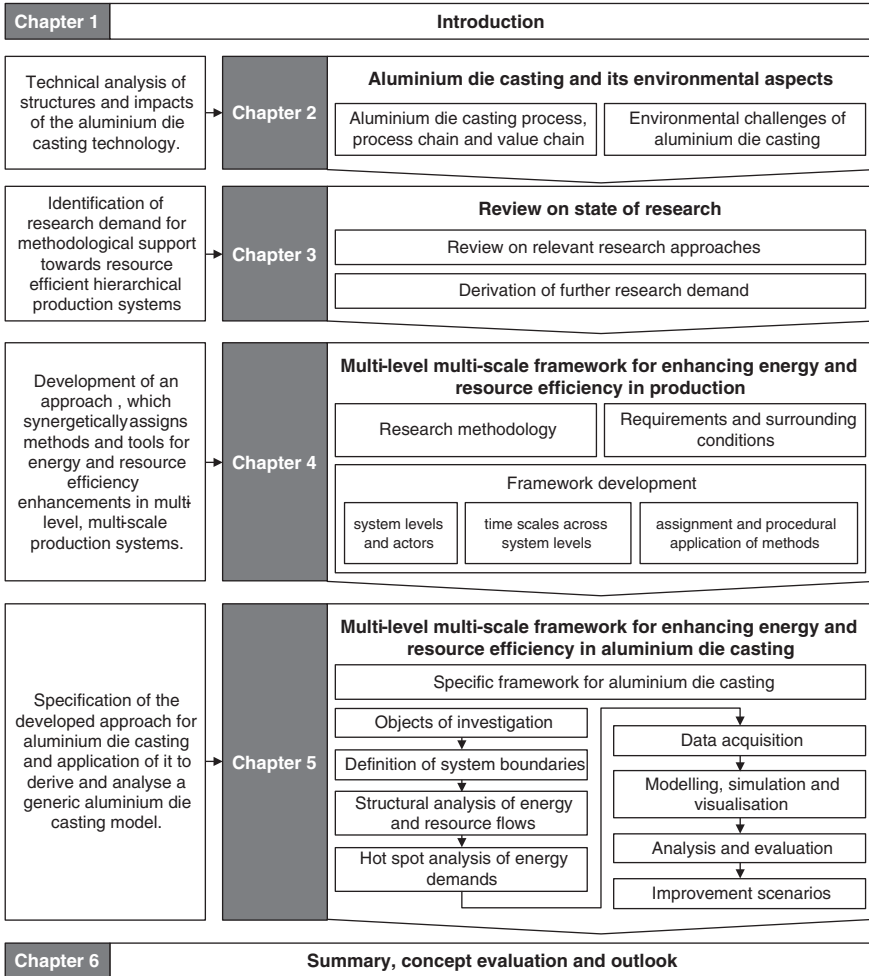 Chapter 1
Introduction
Technical analysis of
structures and impacts
of the aluminium die
casting technology.
Chapter 2
Aluminium die casting and its environmental aspects
Aluminium die casting process,
process chain and value chain
Environmental challenges of
aluminium die casting
Identification of
research demand for
methodological support
towards resource
efficient hierarchical
production systems
Chapter 3
Review on state of research
Review on relevant research approaches
Derivation of further research demand
Development of an
approach , which
synergetically assigns
methods and tools for
energy and resource
efficiency
enhancements in multi-
level, multi-scale
production systems.
Chapter 4
Multi-level multi-scale framework for enhancing energy and
resource efficiency in production
Research methodology
Requirements and surrounding
conditions
Framework development
system levels
and actors
time scales across
system levels
assignment and procedural
application of methods
Specification of the
developed approach for
aluminium die casting
and application of it to
derive and analyse a
generic aluminium die
casting model.
Chapter 5
Multi-level multi-scale framework for enhancing energy and
resource efficiency in aluminium die casting
Specific framework for aluminium die casting
Objects of investigation
Definition of system boundaries
Structural analysis of energy
and resource flows
Hot spot analysis of energy
demands
Data acquisition
Modelling, simulation and
visualisation
Analysis and evaluation
Improvement scenarios
Chapter 6
Summary, concept evaluation and outlook